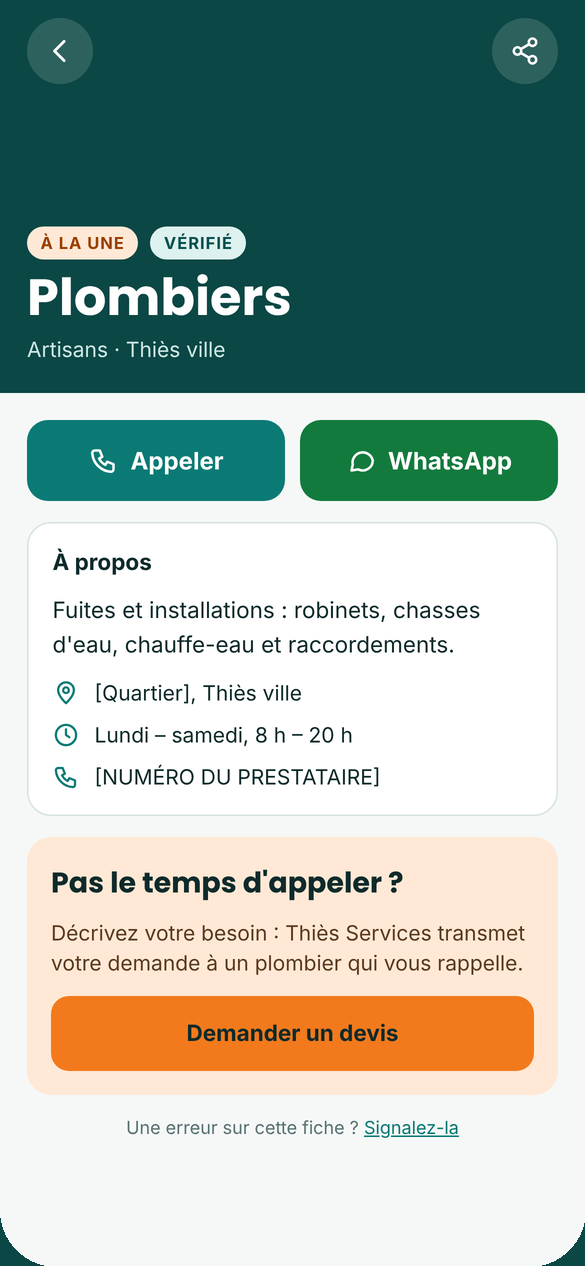 À LA UNE
VÉRIFIÉ
Plombiers
Artisans · Thiès ville
Appeler
WhatsApp
À propos
Fuites et installations : robinets, chasses
d'eau, chauffe-eau et raccordements.
[Quartier], Thiès ville
Lundi – samedi, 8 h – 20 h
[NUMÉRO DU PRESTATAIRE]
Pas le temps d'appeler ?
Décrivez votre besoin : Thiès Services transmet
votre demande à un plombier qui vous rappelle.
Demander un devis
Une erreur sur cette fiche ? Signalez-la